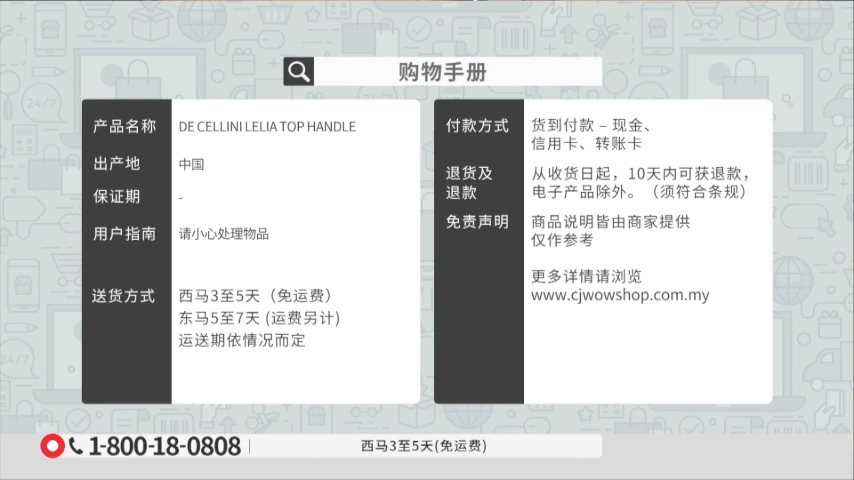 购物手册
产品名称 DE CELLINI LELIA TOP HANDLE
出产地 中国
保证期 -
用户指南 请小心处理物品
送货方式 西马3至5天（免运费）
东马5至7天 (运费另计)
运送期依情况而定
付款方式 货到付款 – 现金、
信用卡、转账卡
退货及 从收货日起，10天内可获退款，
退款 电子产品除外。（须符合条规）
免责声明 商品说明皆由商家提供
仅作参考
更多详情请浏览
www.cjwowshop.com.my
1-800-18-0808
西马3至5天(免运费)
24/7
24/7